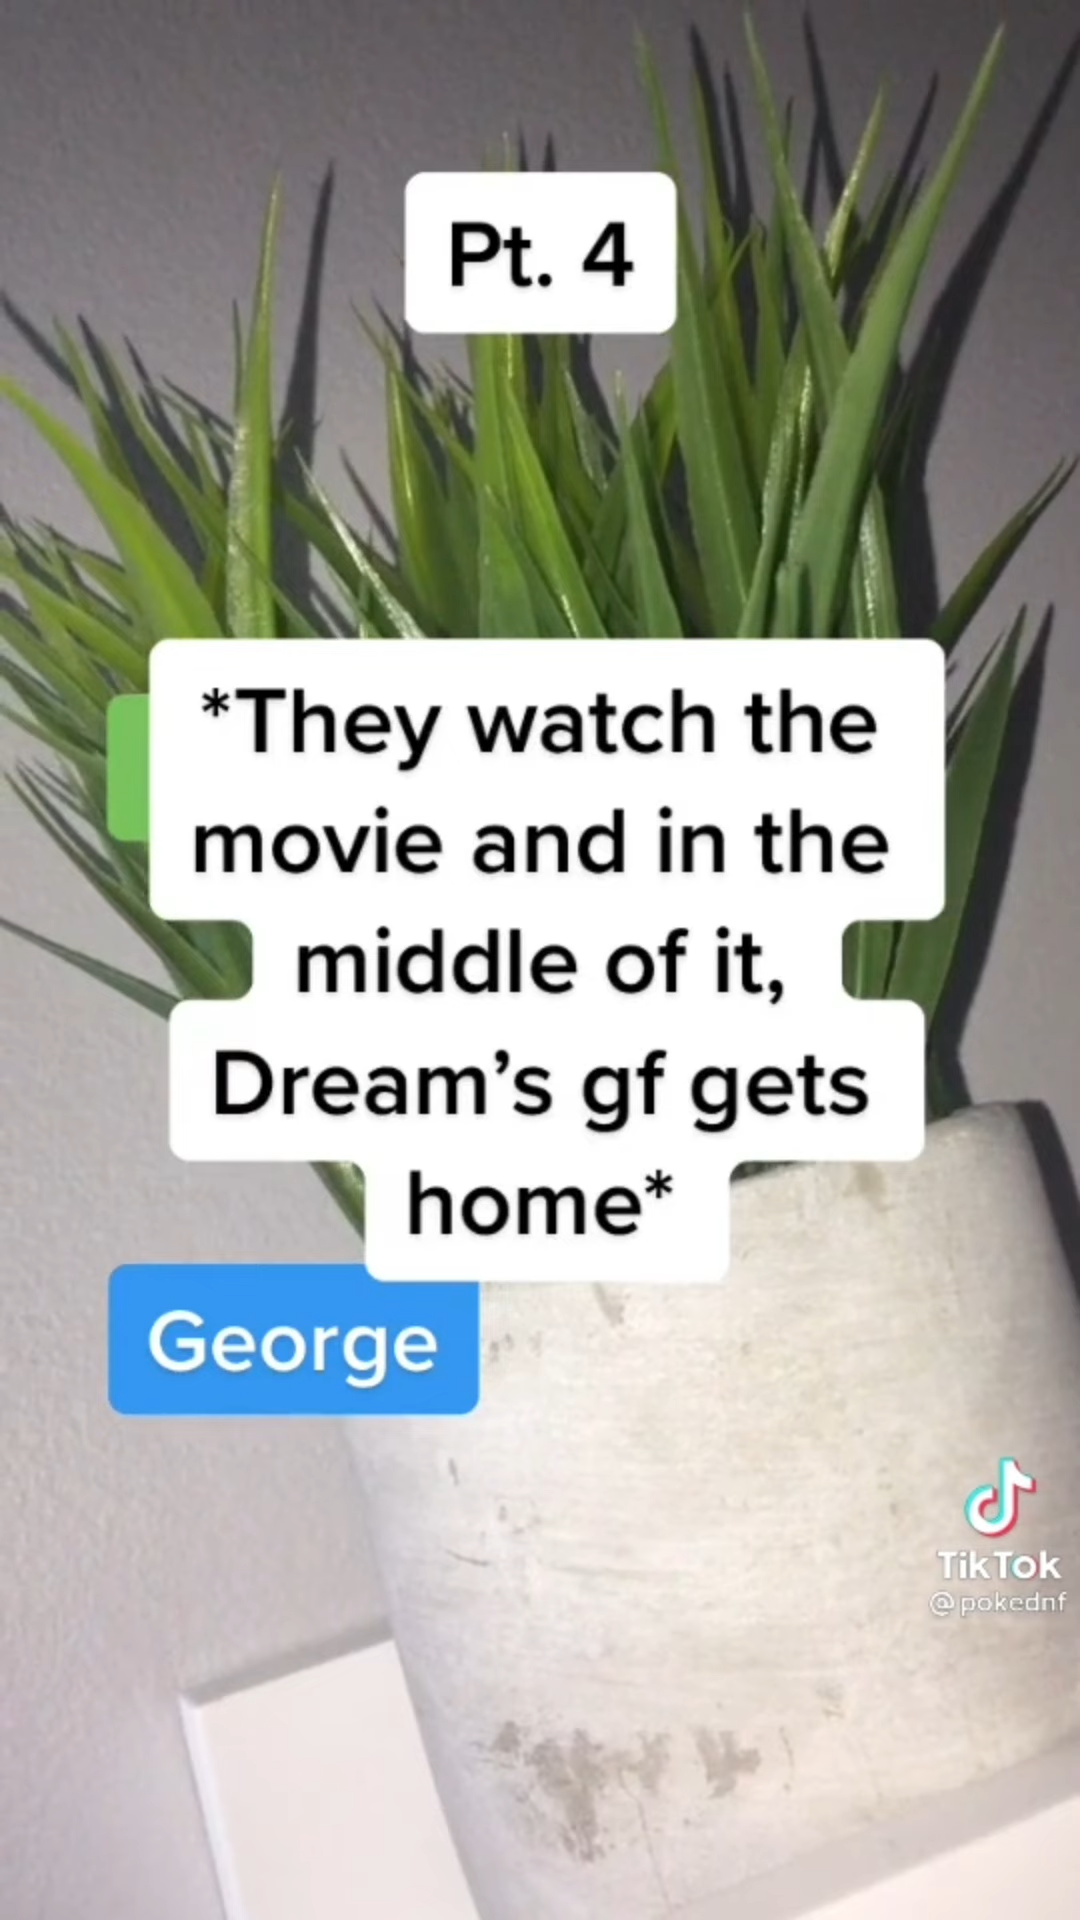 Pt. 4
*They watch the
movie and in the
middle of it,
Dream’s gf gets
home*
George
TikTok
@pokednf